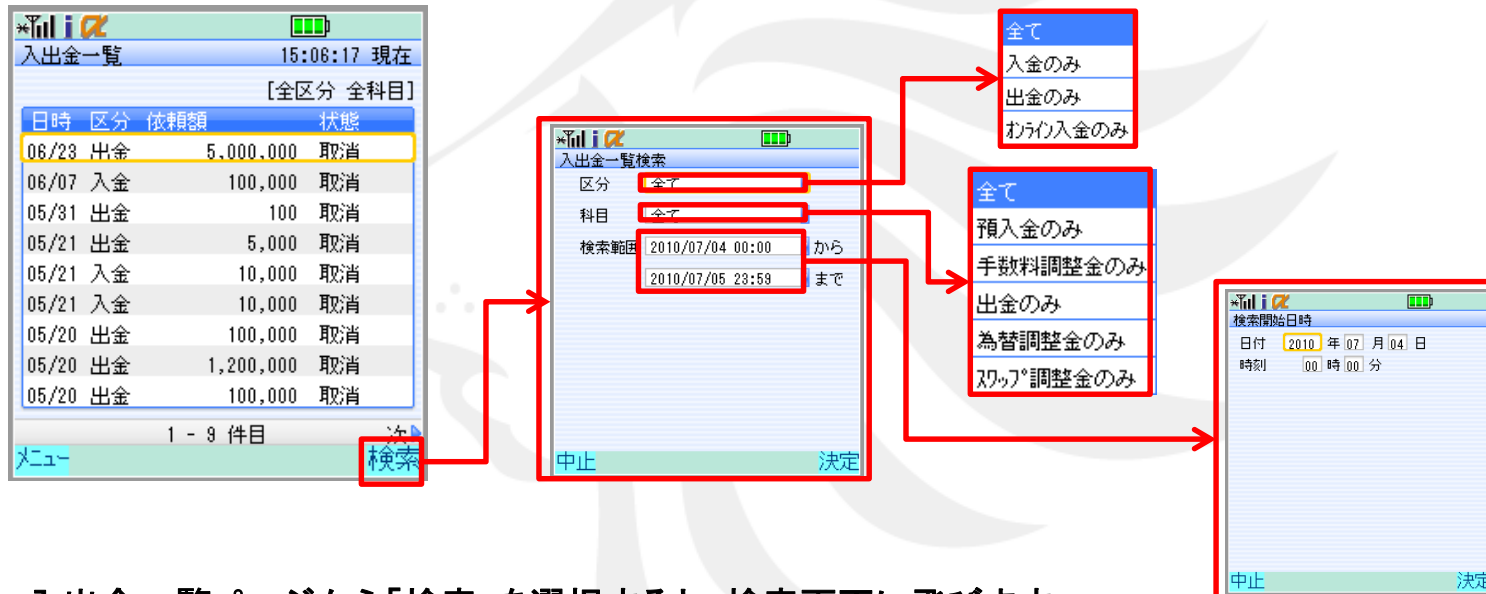 入出金一覧 15:06:17 現在
[全区分 全科目]
日時 区分 依頼額 状態
06/23 出金 5,000,000 取消
06/07 入金 100,000 取消
05/31 出金 100 取消
05/21 出金 5,000 取消
05/21 入金 10,000 取消
05/21 入金 10,000 取消
05/20 出金 100,000 取消
05/20 出金 1,200,000 取消
05/20 出金 100,000 取消
1 - 9 件目 次
ﾒﾆｭｰ 検索
入出金一覧検索
区分 全て
科目 全て
検索範囲 2010/07/04 00:00 から
2010/07/05 23:59 まで
中止 決定
全て
入金のみ
出金のみ
ｵﾝﾗｲﾝ入金のみ
全て
預入金のみ
手数料調整金のみ
出金のみ
為替調整金のみ
ｽﾜｯﾌﾟ調整金のみ
検索開始日時
日付 2010 年 07 月 04 日
時刻 00 時 00 分
中止 決定